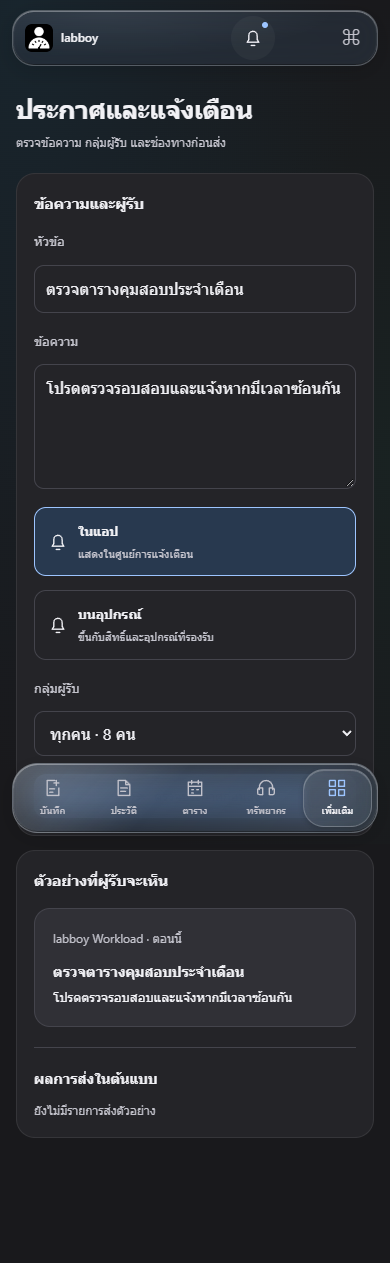 labboy
ประกาศและแจ้งเตือน
ตรวจข้อความ กลุ่มผู้รับ และช่องทางก่อนส่ง
ข้อความและผู้รับ
หัวข้อ
ตรวจตารางคุมสอบประจำเดือน
ข้อความ
โปรดตรวจรอบสอบและแจ้งหากมีเวลาซ้อนกัน
ในแอป
แสดงในศูนย์การแจ้งเตือน
บนอุปกรณ์
ขึ้นกับสิทธิ์และอุปกรณ์ที่รองรับ
กลุ่มผู้รับ
ทุกคน · 8 คน
บันทึก ประวัติ ตาราง ทรัพยากร เพิ่มเติม
ตัวอย่างที่ผู้รับจะเห็น
labboy Workload · ตอนนี้
ตรวจตารางคุมสอบประจำเดือน
โปรดตรวจรอบสอบและแจ้งหากมีเวลาซ้อนกัน
ผลการส่งในต้นแบบ
ยังไม่มีรายการส่งตัวอย่าง